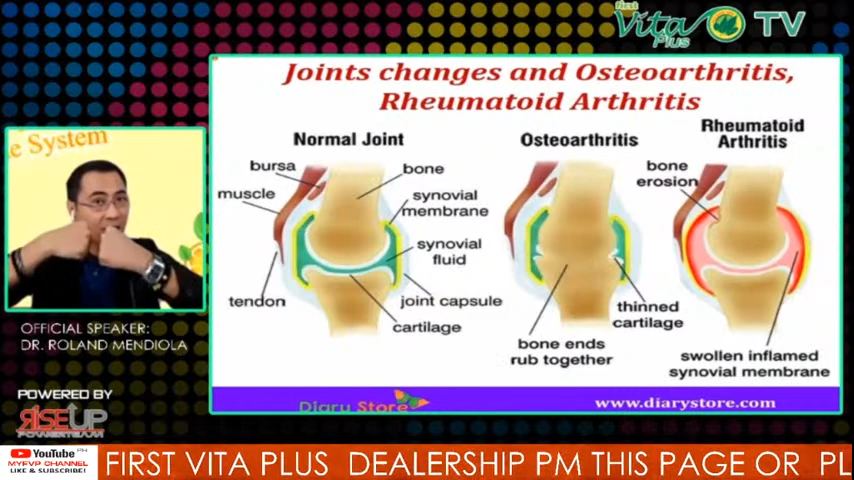 first
Vita
Plus
TV
Joints changes and Osteoarthritis,
Rheumatoid Arthritis
e System
Normal Joint
Osteoarthritis
Rheumatoid
Arthritis
bursa
bone
muscle
synovial
membrane
synovial
fluid
tendon
joint capsule
cartilage
thinned
cartilage
bone ends
rub together
bone
erosion
swollen inflamed
synovial membrane
Diary Store
www.diarystore.com
OFFICIAL SPEAKER:
DR. ROLAND MENDIOLA
POWERED BY
RISEUP
POWERTEAM
YouTube PH
MYFVP CHANNEL
LIKE & SUBSCRIBE!
FIRST VITA PLUS DEALERSHIP PM THIS PAGE OR PL